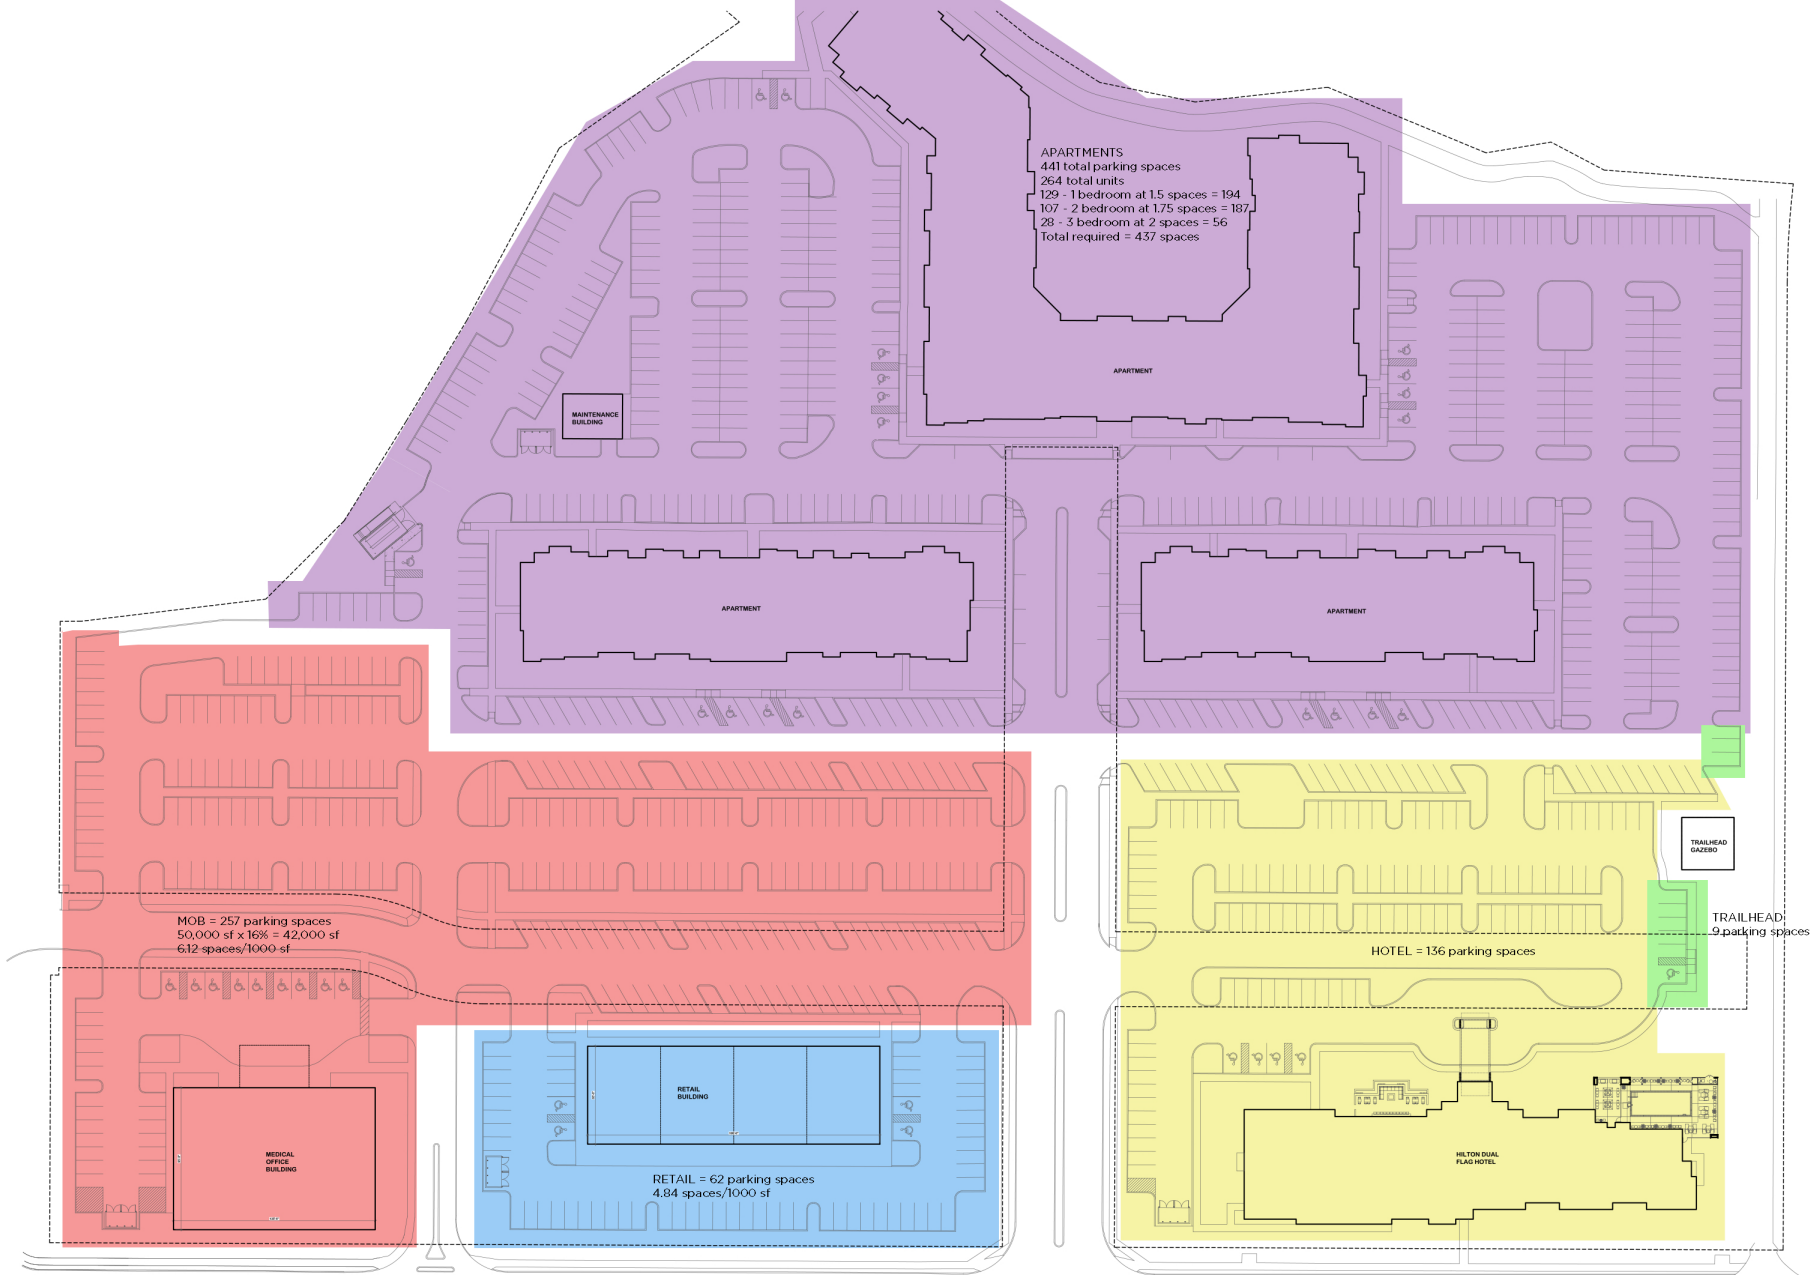 APARTMENTS
441 total parking spaces
264 total units
129 - 1 bedroom at 1.5 spaces = 194
107 - 2 bedroom at 1.75 spaces = 187
28 - 3 bedroom at 2 spaces = 56
Total required = 437 spaces
APARTMENT
MAINTENANCE
BUILDING
APARTMENT
APARTMENT
TRAILHEAD
GAZEBO
MOB = 257 parking spaces
50,000 sf x 16% = 42,000 sf
6.12 spaces/1000 sf
TRAILHEAD
9 parking spaces
HOTEL = 136 parking spaces
RETAIL
BUILDING
MEDICAL
OFFICE
BUILDING
HILTON DUAL
FLAG HOTEL
RETAIL = 62 parking spaces
4.84 spaces/1000 sf